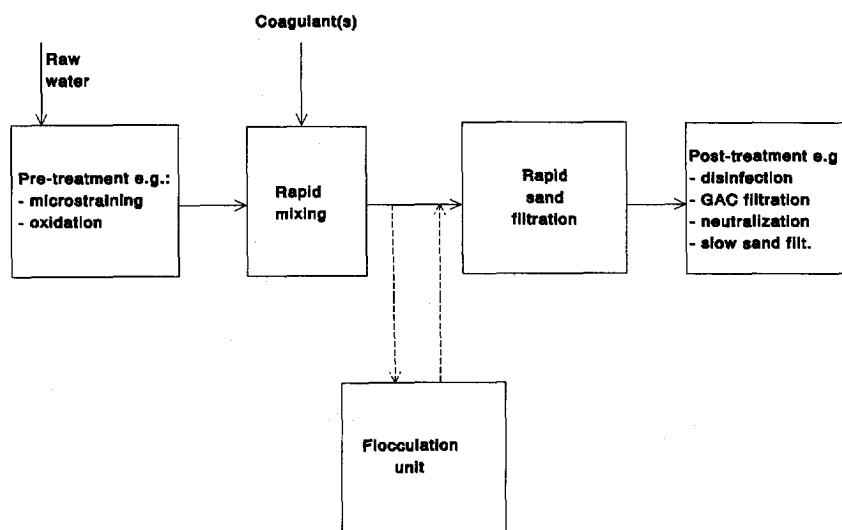 Coagulant(s)
Raw
water
Pre-treatment e.g.:
- microstraining
- oxidation
Rapid
mixing
Rapid
sand
filtration
Post-treatment e.g
- disinfection
- GAC filtration
- neutralization
- slow sand filt.
Flocculation
unit